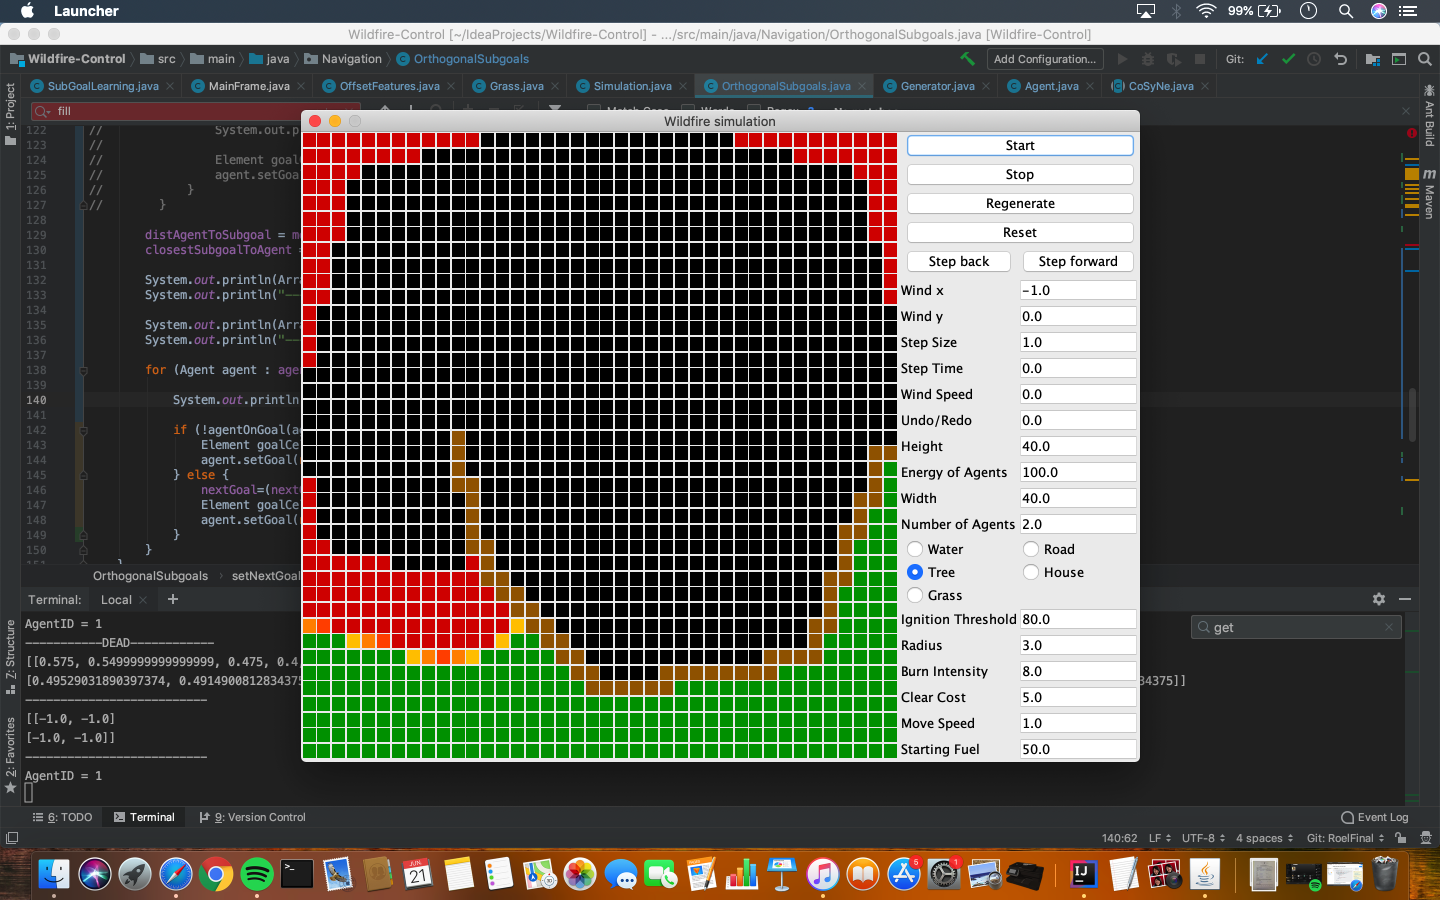 Launcher
99%
Wildfire-Control [~/IdeaProjects/Wildfire-Control] - .../src/main/java/Navigation/OrthogonalSubgoals.java [Wildfire-Control]
Wildfire-Control src main java Navigation OrthogonalSubgoals Add Configuration... Git:
SubGoalLearning.java MainFrame.java OffsetFeatures.java Grass.java Simulation.java OrthogonalSubgoals.java Generator.java Agent.java CoSyNe.java
1: Project
fill
Ant Build
Maven
122 // System.out.p
123 //
124 // Element goal
125 // agent.setGoa
126 // }
127 // }
128
129 distAgentToSubgoal = m
130 closestSubgoalToAgent =
131
132 System.out.println(Arr
133 System.out.println("——
134
135 System.out.println(Arr
136 System.out.println("——
137
138 for (Agent agent : age
139
140 System.out.println
141
142 if (!agentOnGoal(a
143 Element goalCe
144 agent.setGoal(
145 } else {
146 nextGoal=(next
147 Element goalCe
148 agent.setGoal(
149 }
150 }
OrthogonalSubgoals › setNextGoal
Wildfire simulation
Start
Stop
Regenerate
Reset
Step back Step forward
Wind x -1.0
Wind y 0.0
Step Size 1.0
Step Time 0.0
Wind Speed 0.0
Undo/Redo 0.0
Height 40.0
Energy of Agents 100.0
Width 40.0
Number of Agents 2.0
Water Road
Tree House
Grass
Ignition Threshold 80.0
Radius 3.0
Burn Intensity 8.0
Clear Cost 5.0
Move Speed 1.0
Starting Fuel 50.0
Terminal: Local +
get
AgentID = 1
———————————DEAD————————————
[[0.575, 0.5499999999999999, 0.475, 0.4,
[0.49529031890397374, 0.4914900812834375 34375]]
——————————————————————————
[[-1.0, -1.0]
[-1.0, -1.0]]
——————————————————————————
AgentID = 1
Z: Structure
2: Favorites
6: TODO Terminal 9: Version Control Event Log
140:62 LF UTF-8 4 spaces Git: RoelFinal
JUN
21
5
1
IJ